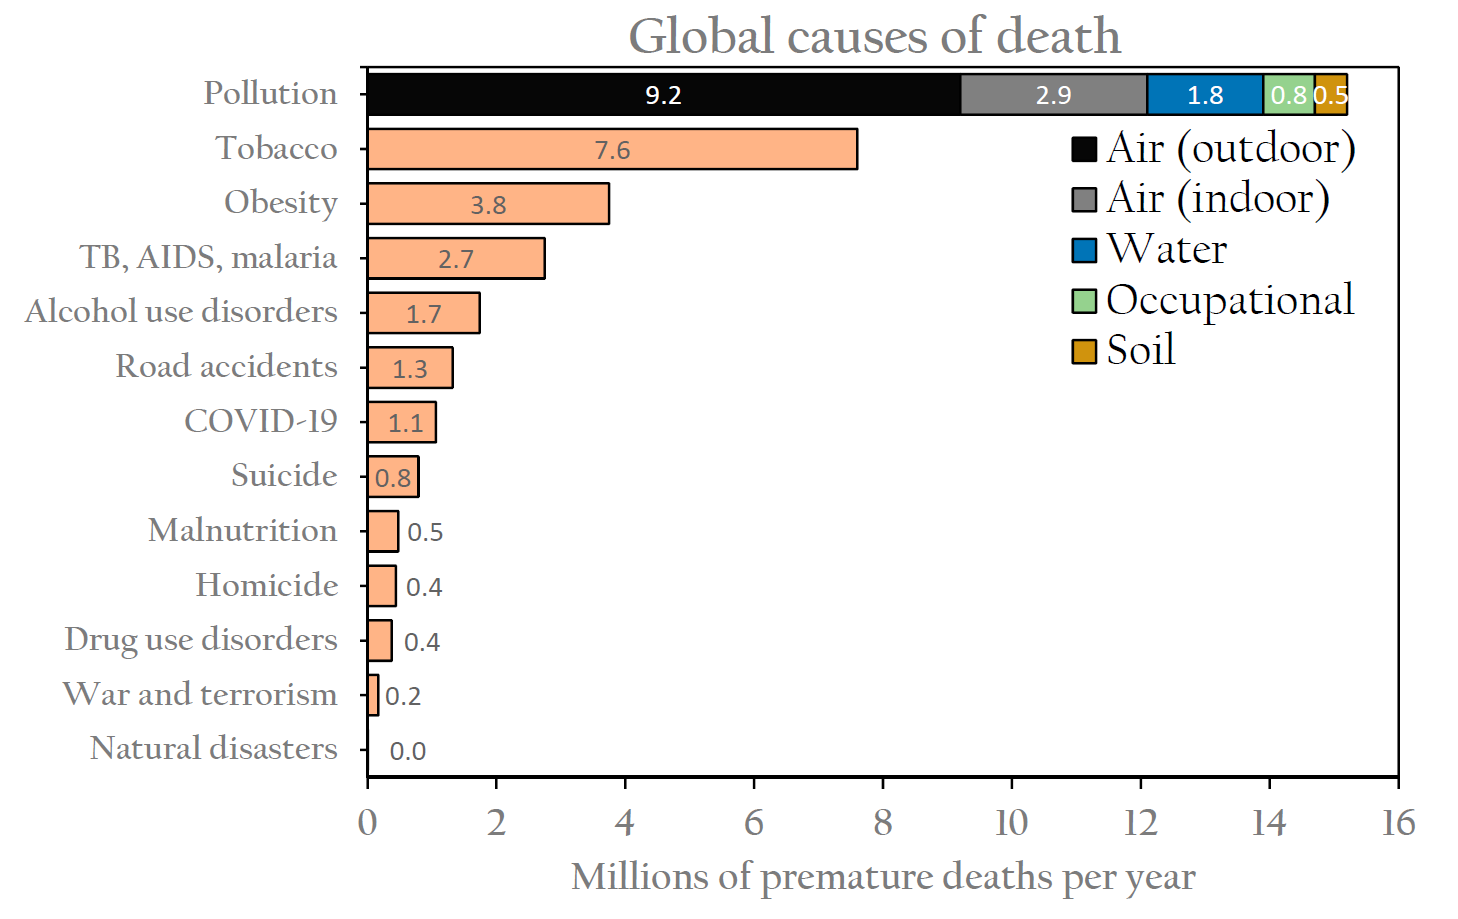 Global causes of death
Pollution 9.2 2.9 1.8 0.8 0.5
Tobacco 7.6
Obesity 3.8
TB, AIDS, malaria 2.7
Alcohol use disorders 1.7
Road accidents 1.3
COVID-19 1.1
Suicide 0.8
Malnutrition 0.5
Homicide 0.4
Drug use disorders 0.4
War and terrorism 0.2
Natural disasters 0.0
Air (outdoor)
Air (indoor)
Water
Occupational
Soil
0 2 4 6 8 10 12 14 16
Millions of premature deaths per year